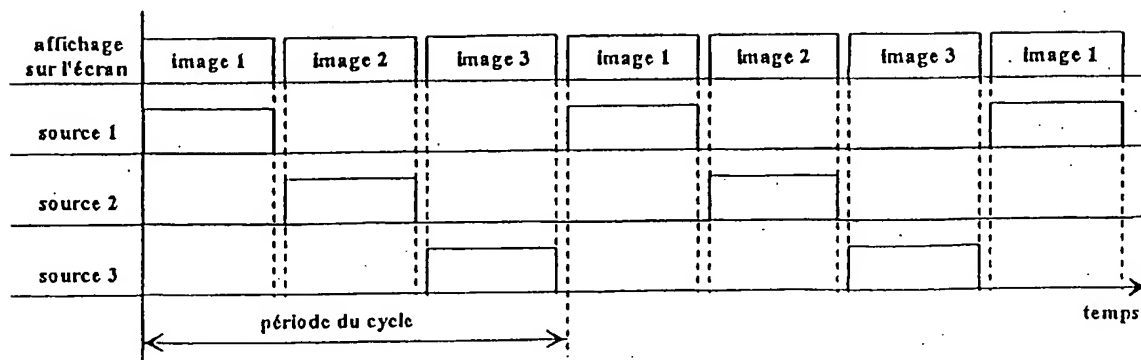 affichage
sur l'écran
image 1 image 2 image 3 image 1 image 2 image 3 image 1
source 1
source 2
source 3
temps
période du cycle